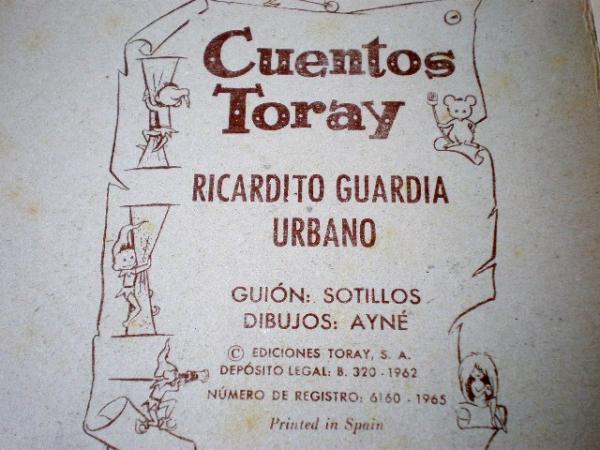 Cuentos
Toray
RICARDITO GUARDIA
URBANO
GUIÓN: SOTILLOS
DIBUJOS: AYNÉ
© EDICIONES TORAY, S. A.
DEPÓSITO LEGAL: B. 320 - 1962
NÚMERO DE REGISTRO: 6160 - 1965
Printed in Spain